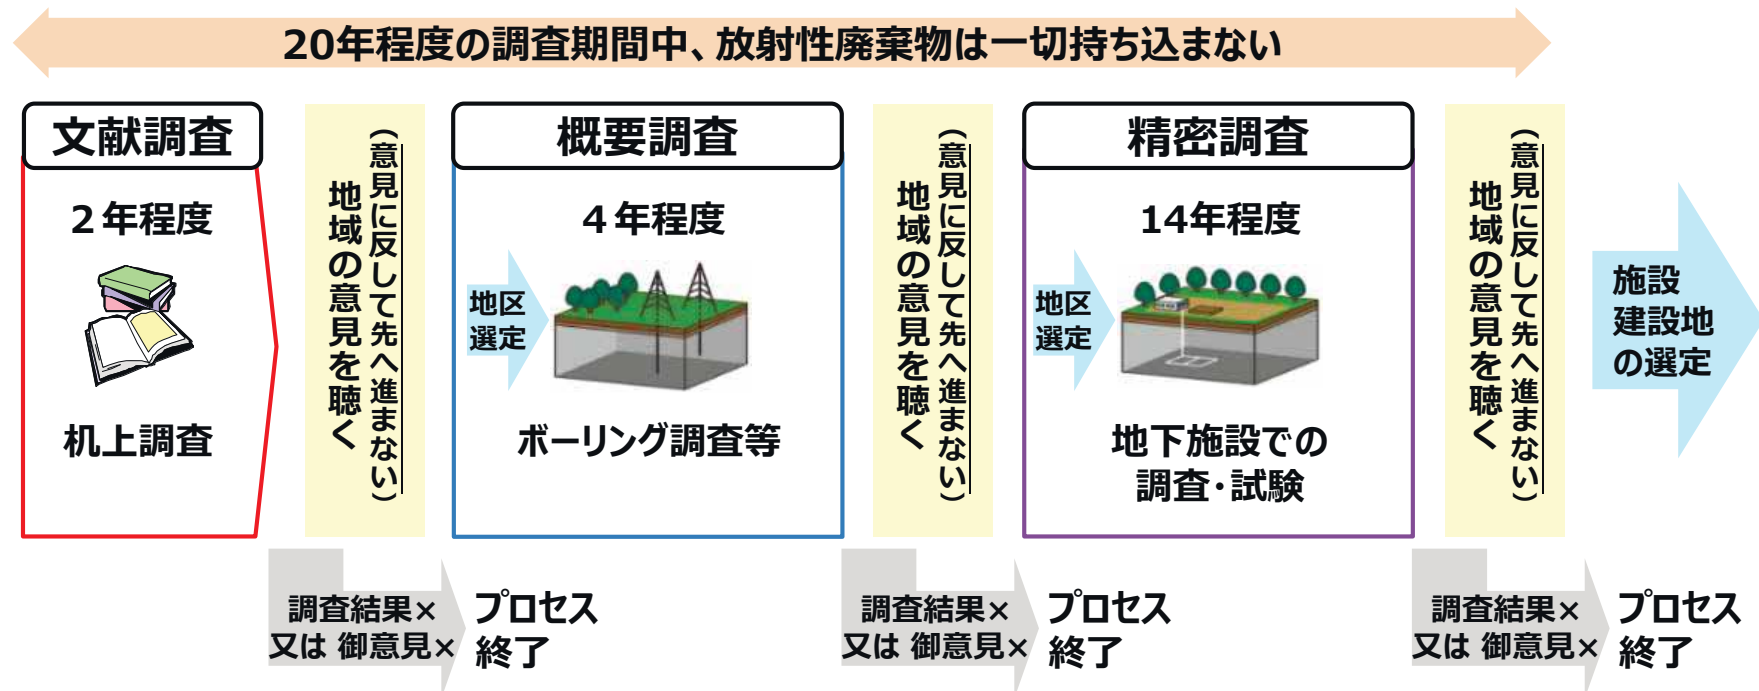 20年程度の調査期間中、放射性廃棄物は一切持ち込まない
文献調査
2年程度
机上調査
地域の意見を聴く
(意見に反して先へ進まない)
調査結果×
又は 御意見×
プロセス
終了
概要調査
4年程度
地区
選定
ボーリング調査等
地域の意見を聴く
(意見に反して先へ進まない)
調査結果×
又は 御意見×
プロセス
終了
精密調査
14年程度
地区
選定
地下施設での
調査・試験
地域の意見を聴く
(意見に反して先へ進まない)
調査結果×
又は 御意見×
プロセス
終了
施設
建設地
の選定